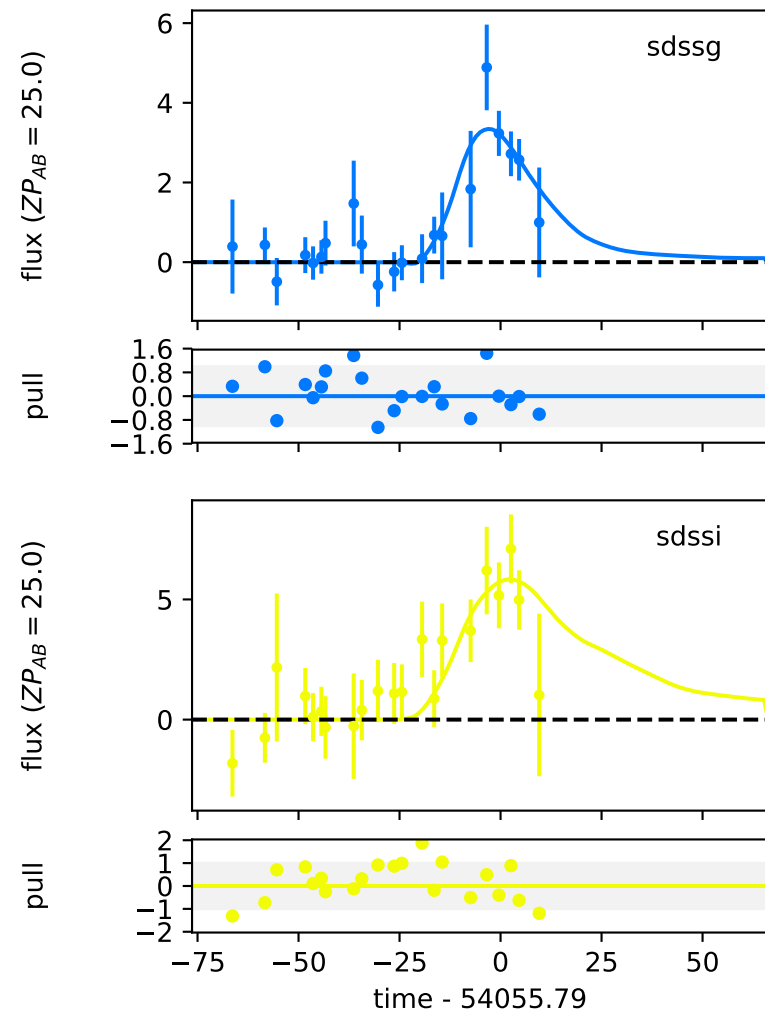 sdssg
flux (ZP_AB = 25.0)
6
4
2
0
pull
1.6
0.8
0.0
−0.8
−1.6
sdssi
flux (ZP_AB = 25.0)
5
0
pull
2
1
0
−1
−2
−75 −50 −25 0 25 50
time - 54055.79